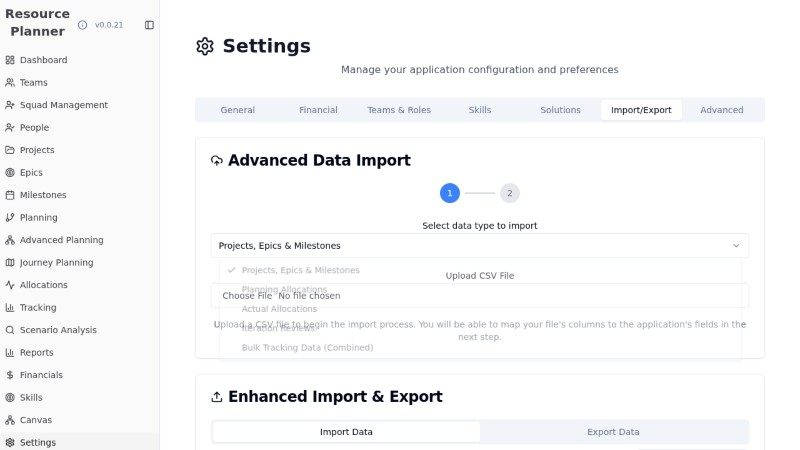 Resource Planner
v0.0.21
Dashboard
Teams
Squad Management
People
Projects
Epics
Milestones
Planning
Advanced Planning
Journey Planning
Allocations
Tracking
Scenario Analysis
Reports
Financials
Skills
Canvas
Settings
Settings
Manage your application configuration and preferences
General
Financial
Teams & Roles
Skills
Solutions
Import/Export
Advanced
Advanced Data Import
1
2
Select data type to import
Projects, Epics & Milestones
Projects, Epics & Milestones
Upload CSV File
Planning Allocations
Choose File No file chosen
Actual Allocations
Iteration Reviews
Upload a CSV file to begin the import process. You will be able to map your file's columns to the application's fields in the
next step.
Bulk Tracking Data (Combined)
Enhanced Import & Export
Import Data
Export Data